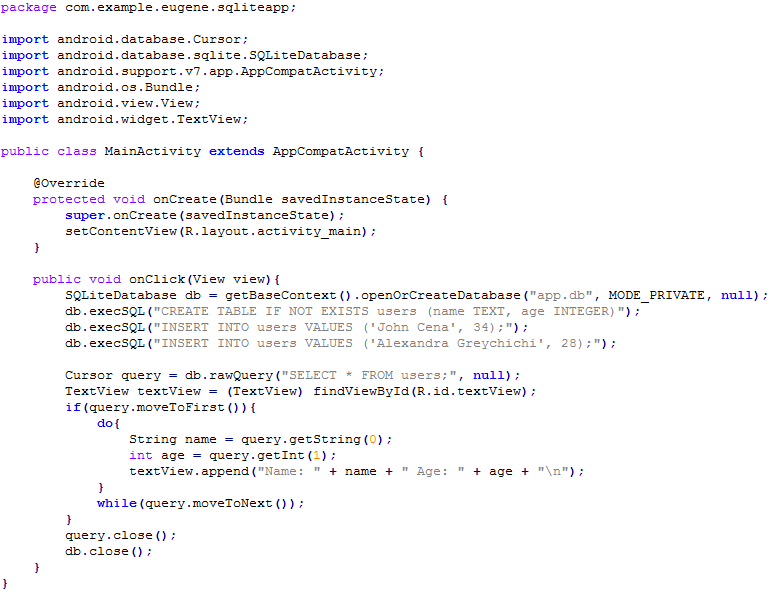 package com.example.eugene.sqliteapp;

import android.database.Cursor;
import android.database.sqlite.SQLiteDatabase;
import android.support.v7.app.AppCompatActivity;
import android.os.Bundle;
import android.view.View;
import android.widget.TextView;

public class MainActivity extends AppCompatActivity {

    @Override
    protected void onCreate(Bundle savedInstanceState) {
        super.onCreate(savedInstanceState);
        setContentView(R.layout.activity_main);
    }

    public void onClick(View view){
        SQLiteDatabase db = getBaseContext().openOrCreateDatabase("app.db", MODE_PRIVATE, null);
        db.execSQL("CREATE TABLE IF NOT EXISTS users (name TEXT, age INTEGER)");
        db.execSQL("INSERT INTO users VALUES ('John Cena', 34);");
        db.execSQL("INSERT INTO users VALUES ('Alexandra Greychichi', 28);");

        Cursor query = db.rawQuery("SELECT * FROM users;", null);
        TextView textView = (TextView) findViewById(R.id.textView);
        if(query.moveToFirst()){
            do{
                String name = query.getString(0);
                int age = query.getInt(1);
                textView.append("Name: " + name + " Age: " + age + "\n");
            }
            while(query.moveToNext());
        }
        query.close();
        db.close();
    }
}